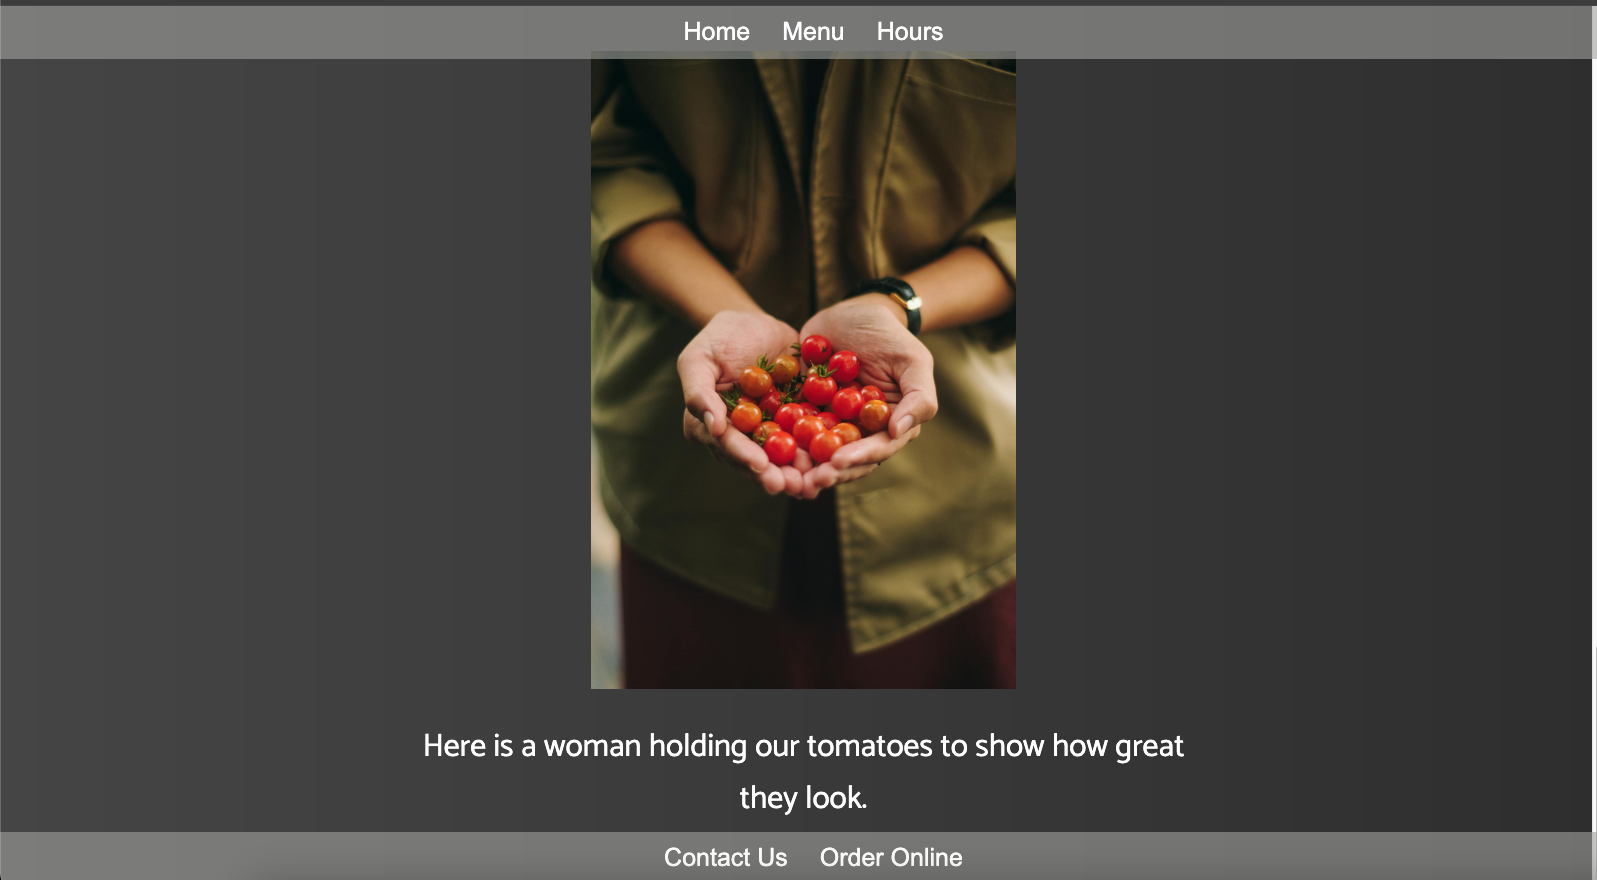 Home Menu Hours
Here is a woman holding our tomatoes to show how great
they look.
Contact Us Order Online